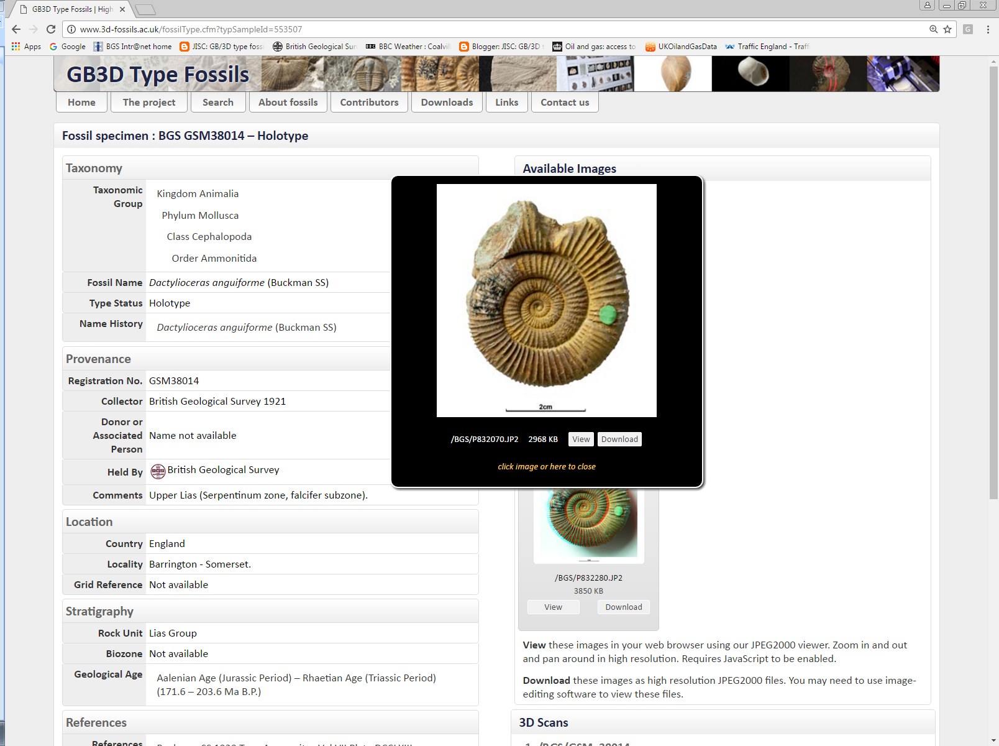 GB3D Type Fossils | High
www.3d-fossils.ac.uk/fossilType.cfm?typSampleId=553507
Apps Google BGS Intr@net home JISC: GB/3D type foss British Geological Sur BBC Weather : Coalvil Blogger: JISC: GB/3D Oil and gas: access to UKOilandGasData Traffic England - Traff
GB3D Type Fossils
Home The project Search About fossils Contributors Downloads Links Contact us
Fossil specimen : BGS GSM38014 – Holotype
Taxonomy
Taxonomic Group
Kingdom Animalia
Phylum Mollusca
Class Cephalopoda
Order Ammonitida
Fossil Name Dactylioceras anguiforme (Buckman SS)
Type Status Holotype
Name History Dactylioceras anguiforme (Buckman SS)
Provenance
Registration No. GSM38014
Collector British Geological Survey 1921
Donor or Associated Person Name not available
Held By BGS British Geological Survey
Comments Upper Lias (Serpentinum zone, falcifer subzone).
Location
Country England
Locality Barrington - Somerset.
Grid Reference Not available
Stratigraphy
Rock Unit Lias Group
Biozone Not available
Geological Age Aalenian Age (Jurassic Period) – Rhaetian Age (Triassic Period)
(171.6 – 203.6 Ma B.P.)
References
References
Available Images
2cm
/BGS/P832070.JP2 2968 KB View Download
click image or here to close
/BGS/P832280.JP2
3850 KB
View Download
View these images in your web browser using our JPEG2000 viewer. Zoom in and out
and pan around in high resolution. Requires JavaScript to be enabled.
Download these images as high resolution JPEG2000 files. You may need to use image-
editing software to view these files.
3D Scans